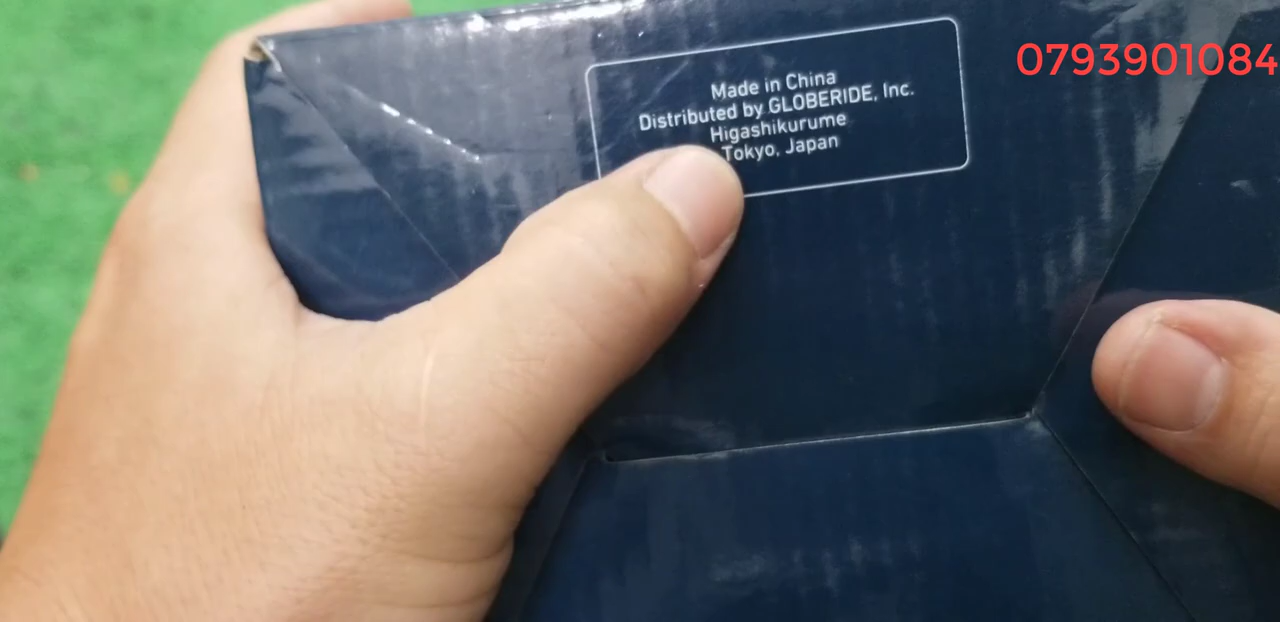 0793901084
Made in China
Distributed by GLOBERIDE, Inc.
Higashikurume
Tokyo, Japan